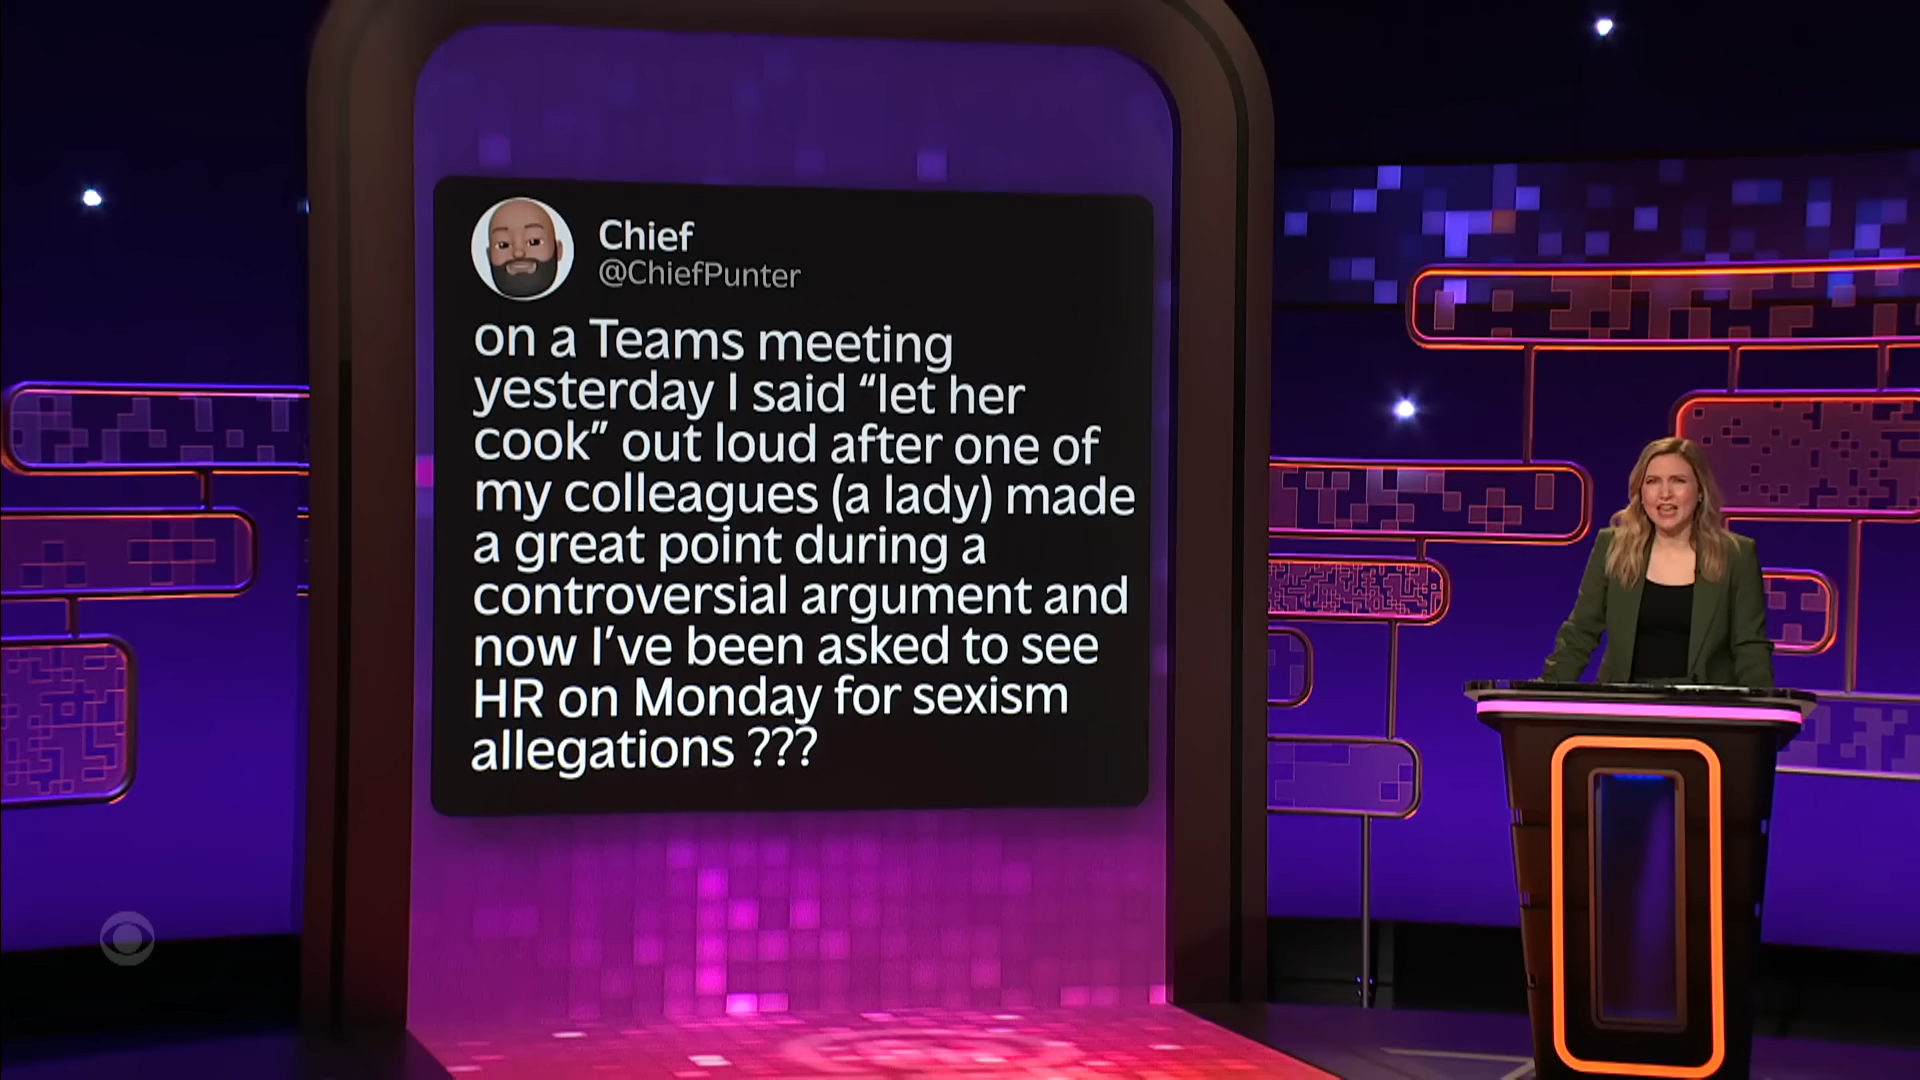 Chief
@ChiefPunter
on a Teams meeting
yesterday I said “let her
cook” out loud after one of
my colleagues (a lady) made
a great point during a
controversial argument and
now I’ve been asked to see
HR on Monday for sexism
allegations ???